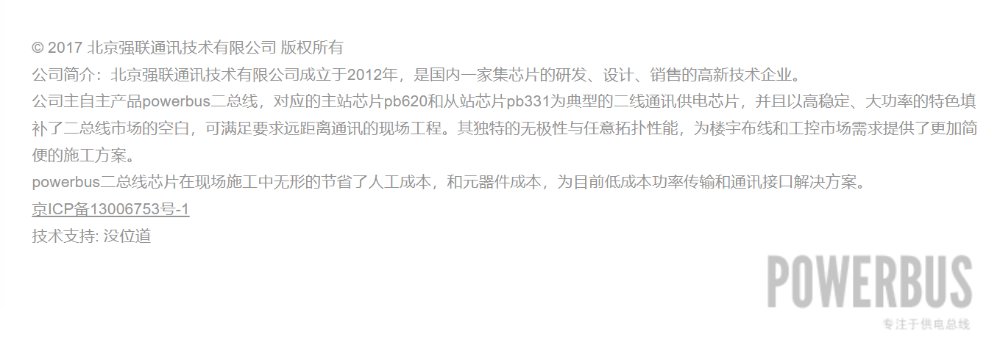 © 2017 北京强联通讯技术有限公司 版权所有
公司简介：北京强联通讯技术有限公司成立于2012年，是国内一家集芯片的研发、设计、销售的高新技术企业。
公司主自主产品powerbus二总线，对应的主站芯片pb620和从站芯片pb331为典型的二线通讯供电芯片，并且以高稳定、大功率的特色填
补了二总线市场的空白，可满足要求远距离通讯的现场工程。其独特的无极性与任意拓扑性能，为楼宇布线和工控市场需求提供了更加简
便的施工方案。
powerbus二总线芯片在现场施工中无形的节省了人工成本，和元器件成本，为目前低成本功率传输和通讯接口解决方案。
京ICP备13006753号-1
技术支持: 没位道
POWERBUS
专注于供电总线